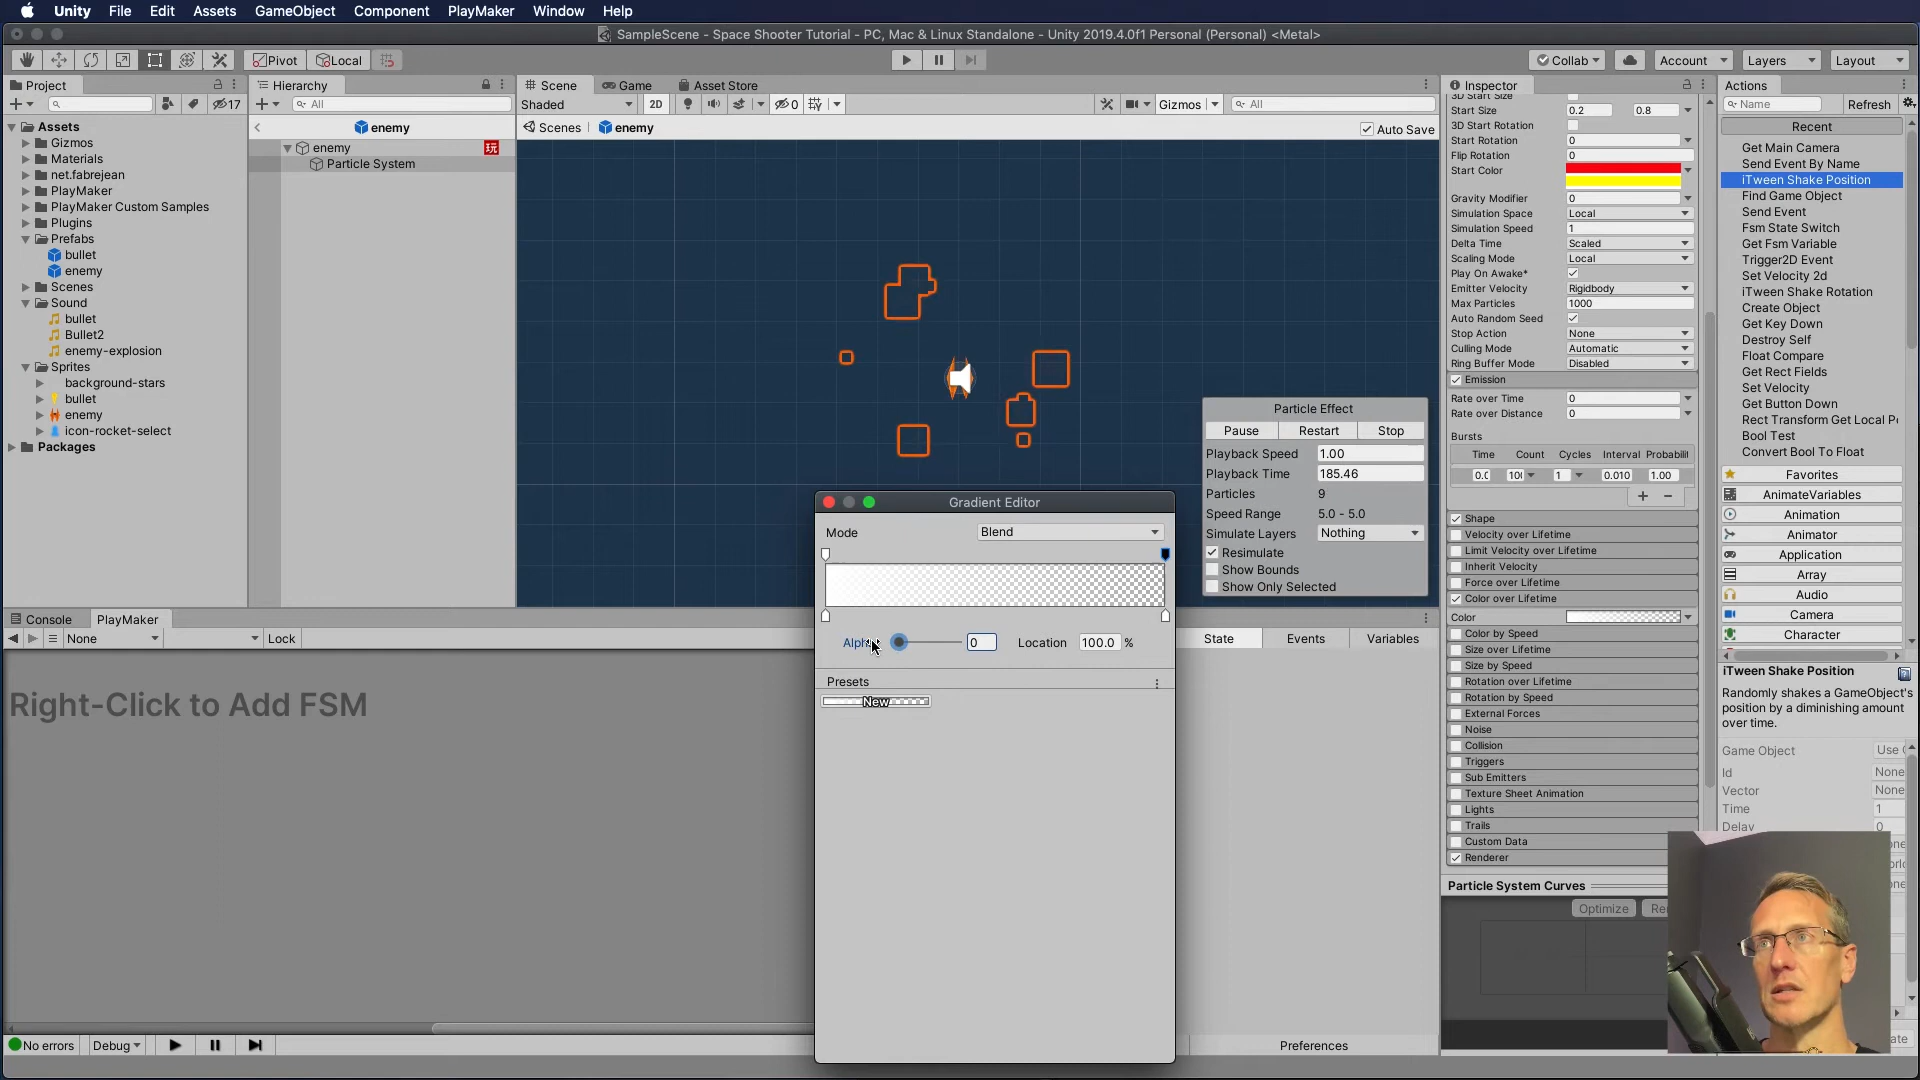 Unity File Edit Assets GameObject Component PlayMaker Window Help
SampleScene - Space Shooter Tutorial - PC, Mac & Linux Standalone - Unity 2019.4.0f1 Personal (Personal) <Metal>
Pivot Local Collab Account Layers Layout
Project
17
Assets
Gizmos
Materials
net.fabrejean
PlayMaker
PlayMaker Custom Samples
Plugins
Prefabs
bullet
enemy
Scenes
Sound
bullet
Bullet2
enemy-explosion
Sprites
background-stars
bullet
enemy
icon-rocket-select
Packages
Hierarchy
All
enemy
enemy 玩
Particle System
Scene Game Asset Store
Shaded 2D 0 Gizmos All
Scenes enemy Auto Save
Particle Effect
Pause Restart Stop
Playback Speed 1.00
Playback Time 185.46
Particles 9
Speed Range 5.0 - 5.0
Simulate Layers Nothing
Resimulate
Show Bounds
Show Only Selected
Gradient Editor
Mode Blend
0 Location 100.0 %
Presets
New
Console PlayMaker
None Lock
State Events Variables
Right-Click to Add FSM
No errors Debug
Preferences
Inspector
3D Start Size
Start Size 0.2 0.8
3D Start Rotation
Start Rotation 0
Flip Rotation 0
Start Color
Gravity Modifier 0
Simulation Space Local
Simulation Speed 1
Delta Time Scaled
Scaling Mode Local
Play On Awake*
Emitter Velocity Rigidbody
Max Particles 1000
Auto Random Seed
Stop Action None
Culling Mode Automatic
Ring Buffer Mode Disabled
Emission
Rate over Time 0
Rate over Distance 0
Bursts
Time Count Cycles Interval Probabili
1 0.010 1.00
Shape
Velocity over Lifetime
Limit Velocity over Lifetime
Inherit Velocity
Force over Lifetime
Color over Lifetime
Color
Color by Speed
Size over Lifetime
Size by Speed
Rotation over Lifetime
Rotation by Speed
External Forces
Noise
Collision
Triggers
Sub Emitters
Texture Sheet Animation
Lights
Trails
Custom Data
Renderer
Particle System Curves
Optimize
Actions
Name Refresh
Recent
Get Main Camera
Send Event By Name
iTween Shake Position
Find Game Object
Send Event
Fsm State Switch
Get Fsm Variable
Trigger2D Event
Set Velocity 2d
iTween Shake Rotation
Create Object
Get Key Down
Destroy Self
Float Compare
Get Rect Fields
Set Velocity
Get Button Down
Rect Transform Get Local P
Bool Test
Convert Bool To Float
Favorites
AnimateVariables
Animation
Animator
Application
Array
Audio
Camera
Character
iTween Shake Position
Randomly shakes a GameObject's
position by a diminishing amount
over time.
Game Object Use
Id None
Vector None
Time 1
Delay 0